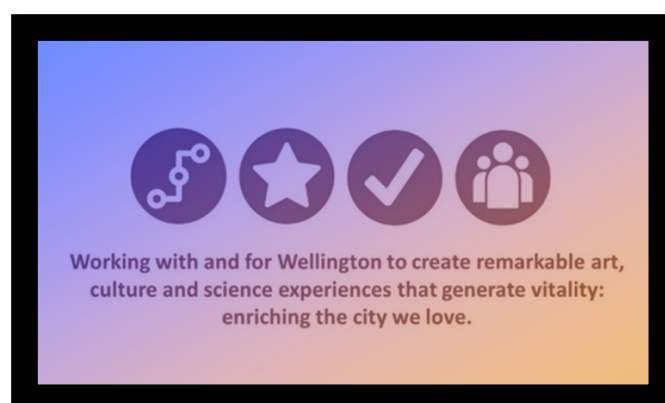 Working with and for Wellington to create remarkable art,
culture and science experiences that generate vitality:
enriching the city we love.